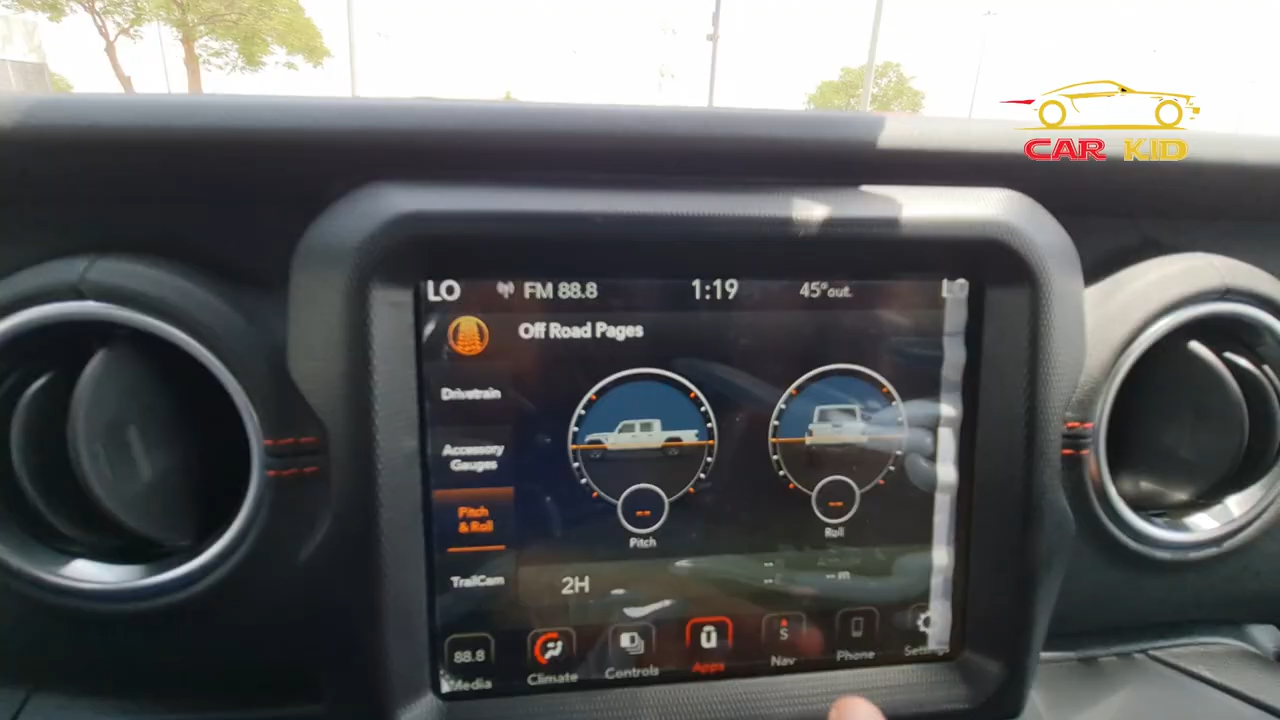 CAR KID
LO FM 88.8 1:19 45°out. LO
Off Road Pages
Drivetrain
Accessory
Gauges
Pitch
& Roll
TrailCam
--
Pitch
--
Roll
2H
--
--
-- m
88.8
S
Media Climate Controls Apps Nav Phone Settings